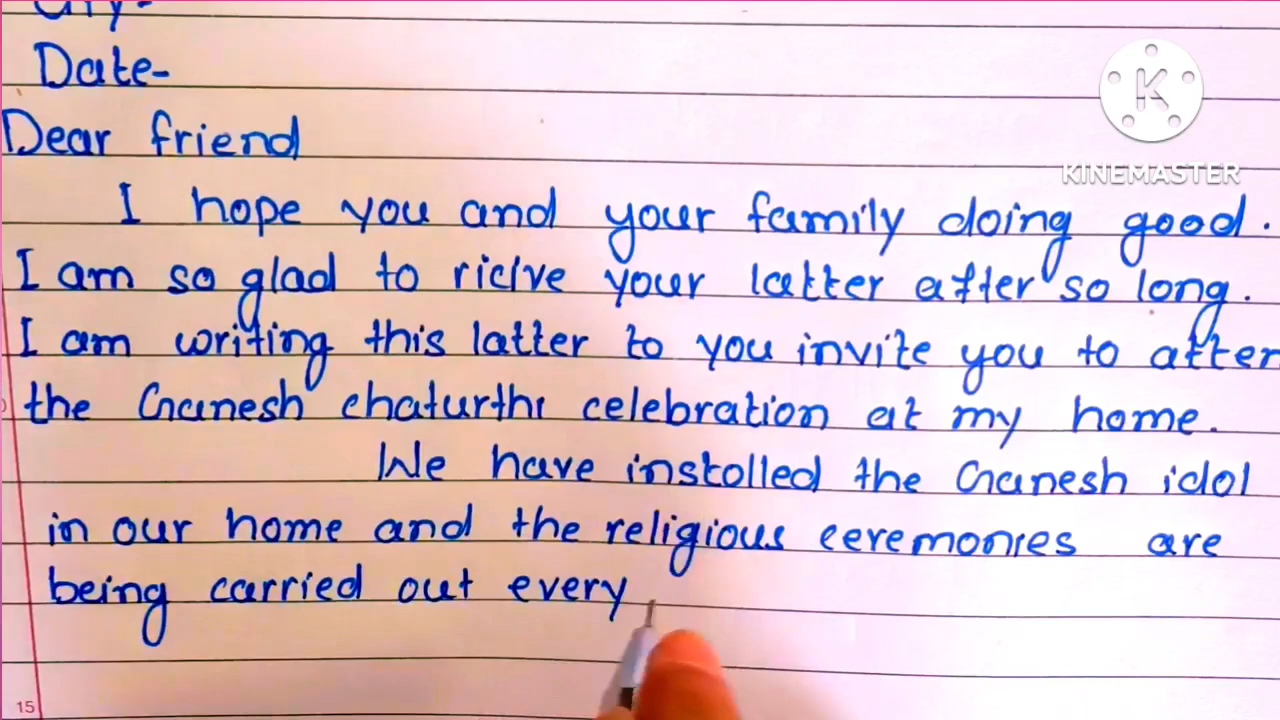 City-
Date-
Dear friend
I hope you and your family doing good.
I am so glad to ricive your latter after so long.
I am writing this latter to you invite you to atten
the Ganesh chaturthi celebration at my home.
We have instolled the Ganesh idol
in our home and the religious ceremonies are
being carried out every
K
KINEMASTER
15